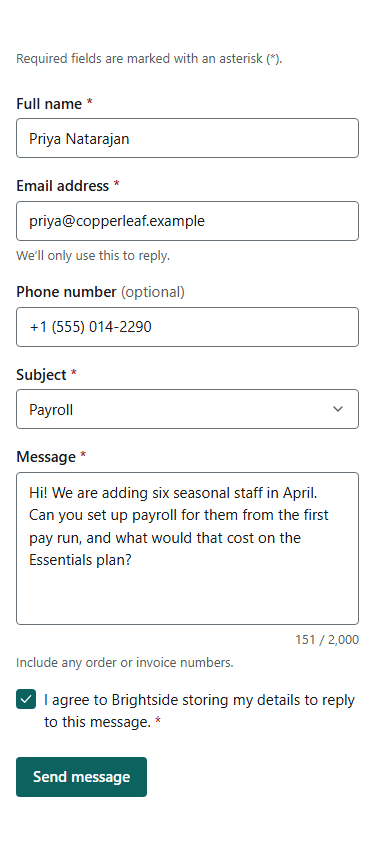 Required fields are marked with an asterisk (*).
Full name *
Priya Natarajan
Email address *
priya@copperleaf.example
We'll only use this to reply.
Phone number (optional)
+1 (555) 014-2290
Subject *
Payroll
Message *
Hi! We are adding six seasonal staff in April.
Can you set up payroll for them from the first
pay run, and what would that cost on the
Essentials plan?
151 / 2,000
Include any order or invoice numbers.
I agree to Brightside storing my details to reply
to this message. *
Send message